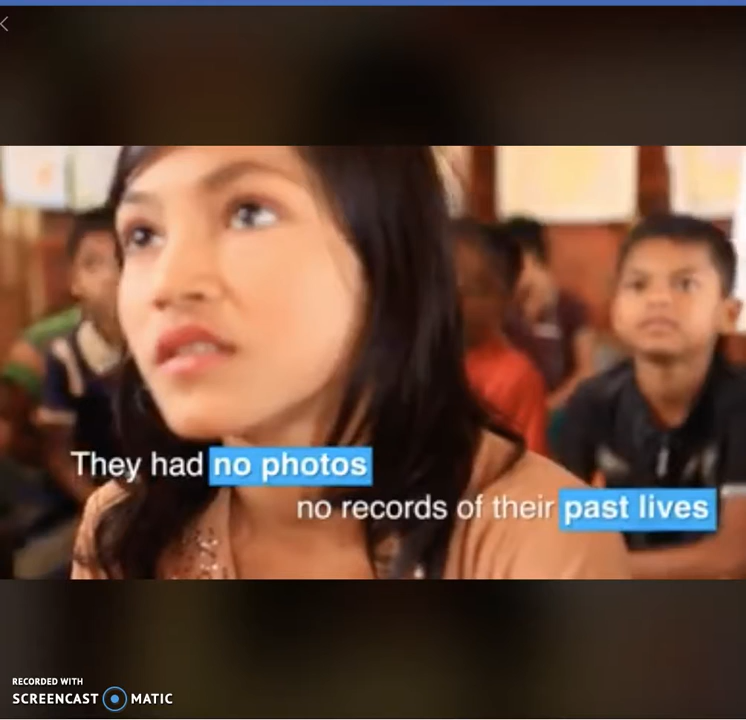 They had no photos
no records of their past lives
RECORDED WITH
SCREENCAST MATIC